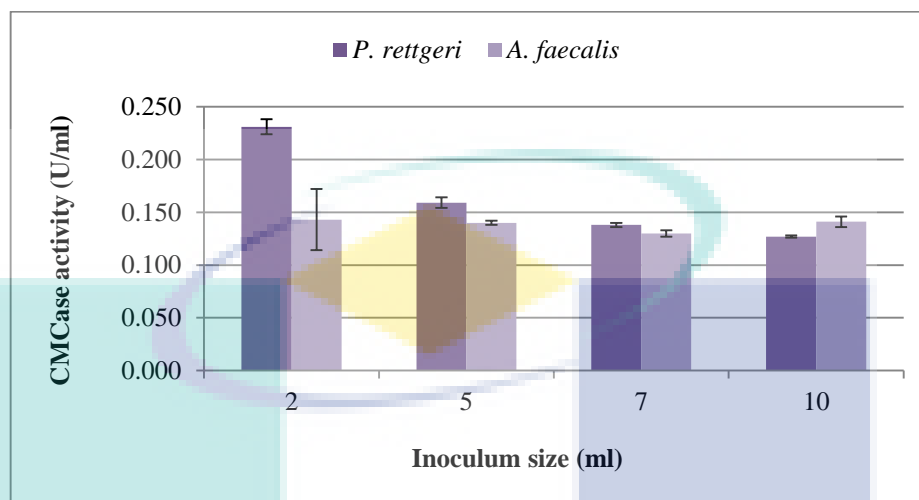 P. rettgeri A. faecalis
CMCase activity (U/ml)
0.250
0.200
0.150
0.100
0.050
0.000
2 5 7 10
Inoculum size (ml)